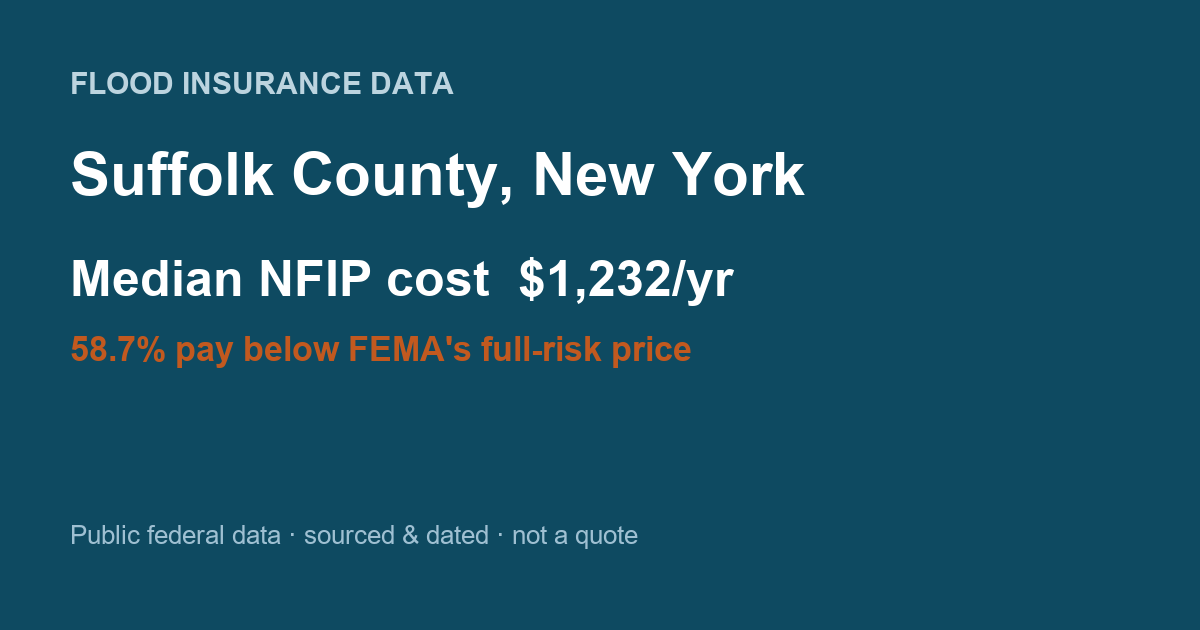 FLOOD INSURANCE DATA
Suffolk County, New York
Median NFIP cost  $1,232/yr
58.7% pay below FEMA's full-risk price
Public federal data · sourced & dated · not a quote